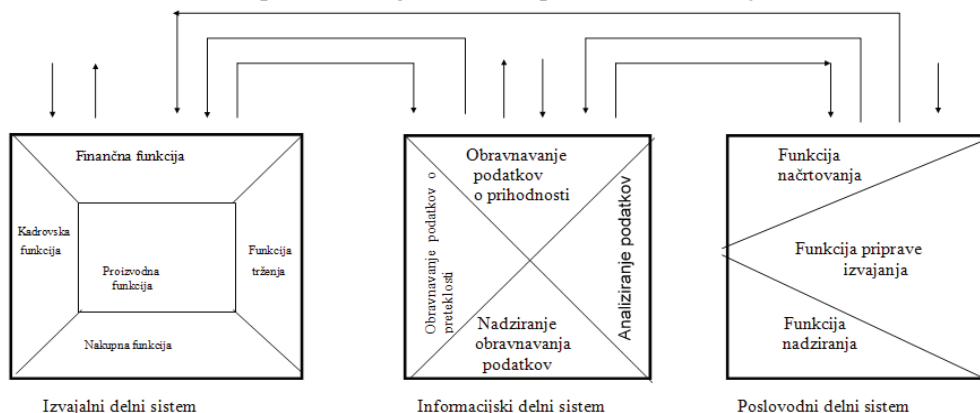 Finančna funkcija
Kadrovska
funkcija
Proizvodna
funkcija
Funkcija
trženja
Nakupna funkcija
Izvajalni delni sistem
Obravnavanje
podatkov
o prihodnosti
Obravnavanje podatkov o
preteklosti
Analiziranje podatkov
Nadziranje
obravnavanja
podatkov
Informacijski delni sistem
Funkcija
načrtovanja
Funkcija priprave
izvajanja
Funkcija
nadziranja
Poslovodni delni sistem